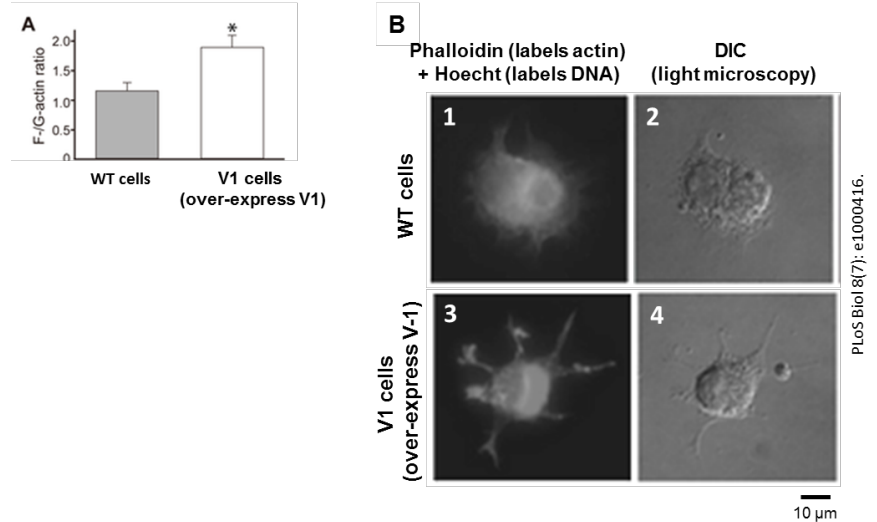 A
F-/G-actin ratio
2.0
1.5
1.0
0.5
0
*
WT cells
V1 cells
(over-express V1)
B
Phalloidin (labels actin)
+ Hoecht (labels DNA)
DIC
(light microscopy)
WT cells
1
2
V1 cells
(over-express V-1)
3
4
PLoS Biol 8(7): e1000416.
10 µm